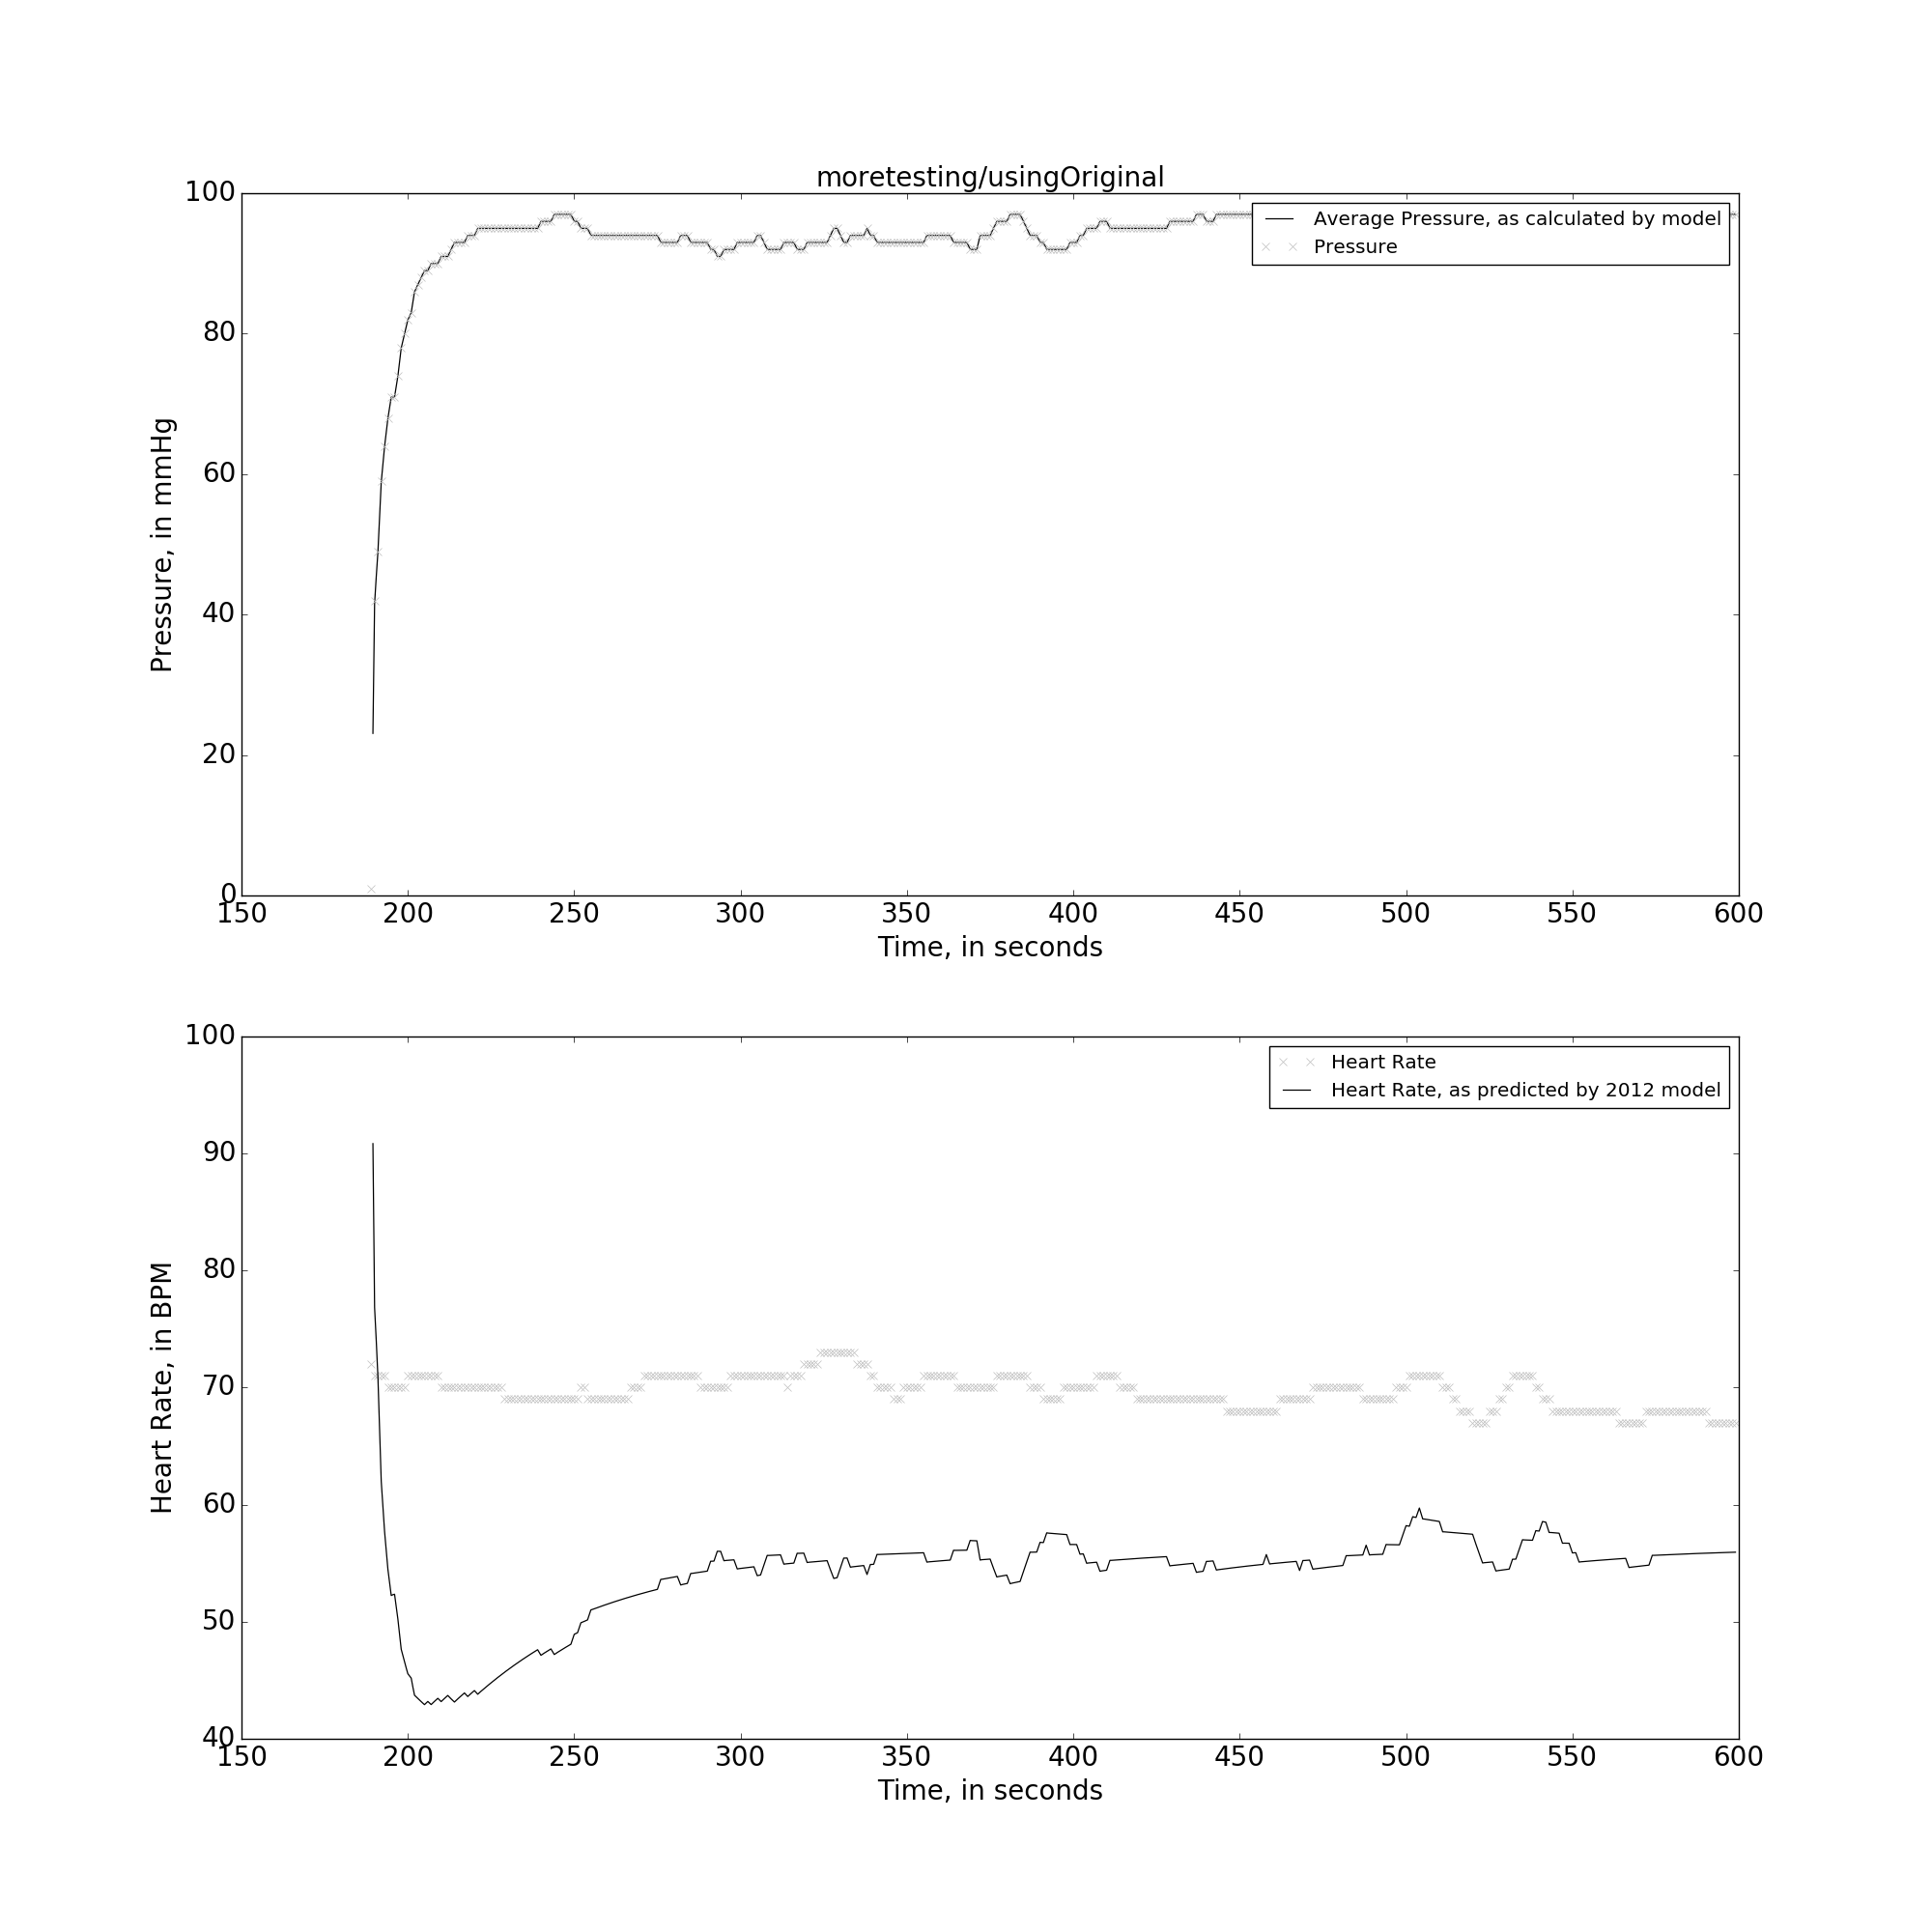 moretesting/usingOriginal
100
80
60
40
20
0
Pressure, in mmHg
Average Pressure, as calculated by model
Pressure
150 200 250 300 350 400 450 500 550 600
Time, in seconds
100
90
80
70
60
50
40
Heart Rate, in BPM
Heart Rate
Heart Rate, as predicted by 2012 model
150 200 250 300 350 400 450 500 550 600
Time, in seconds